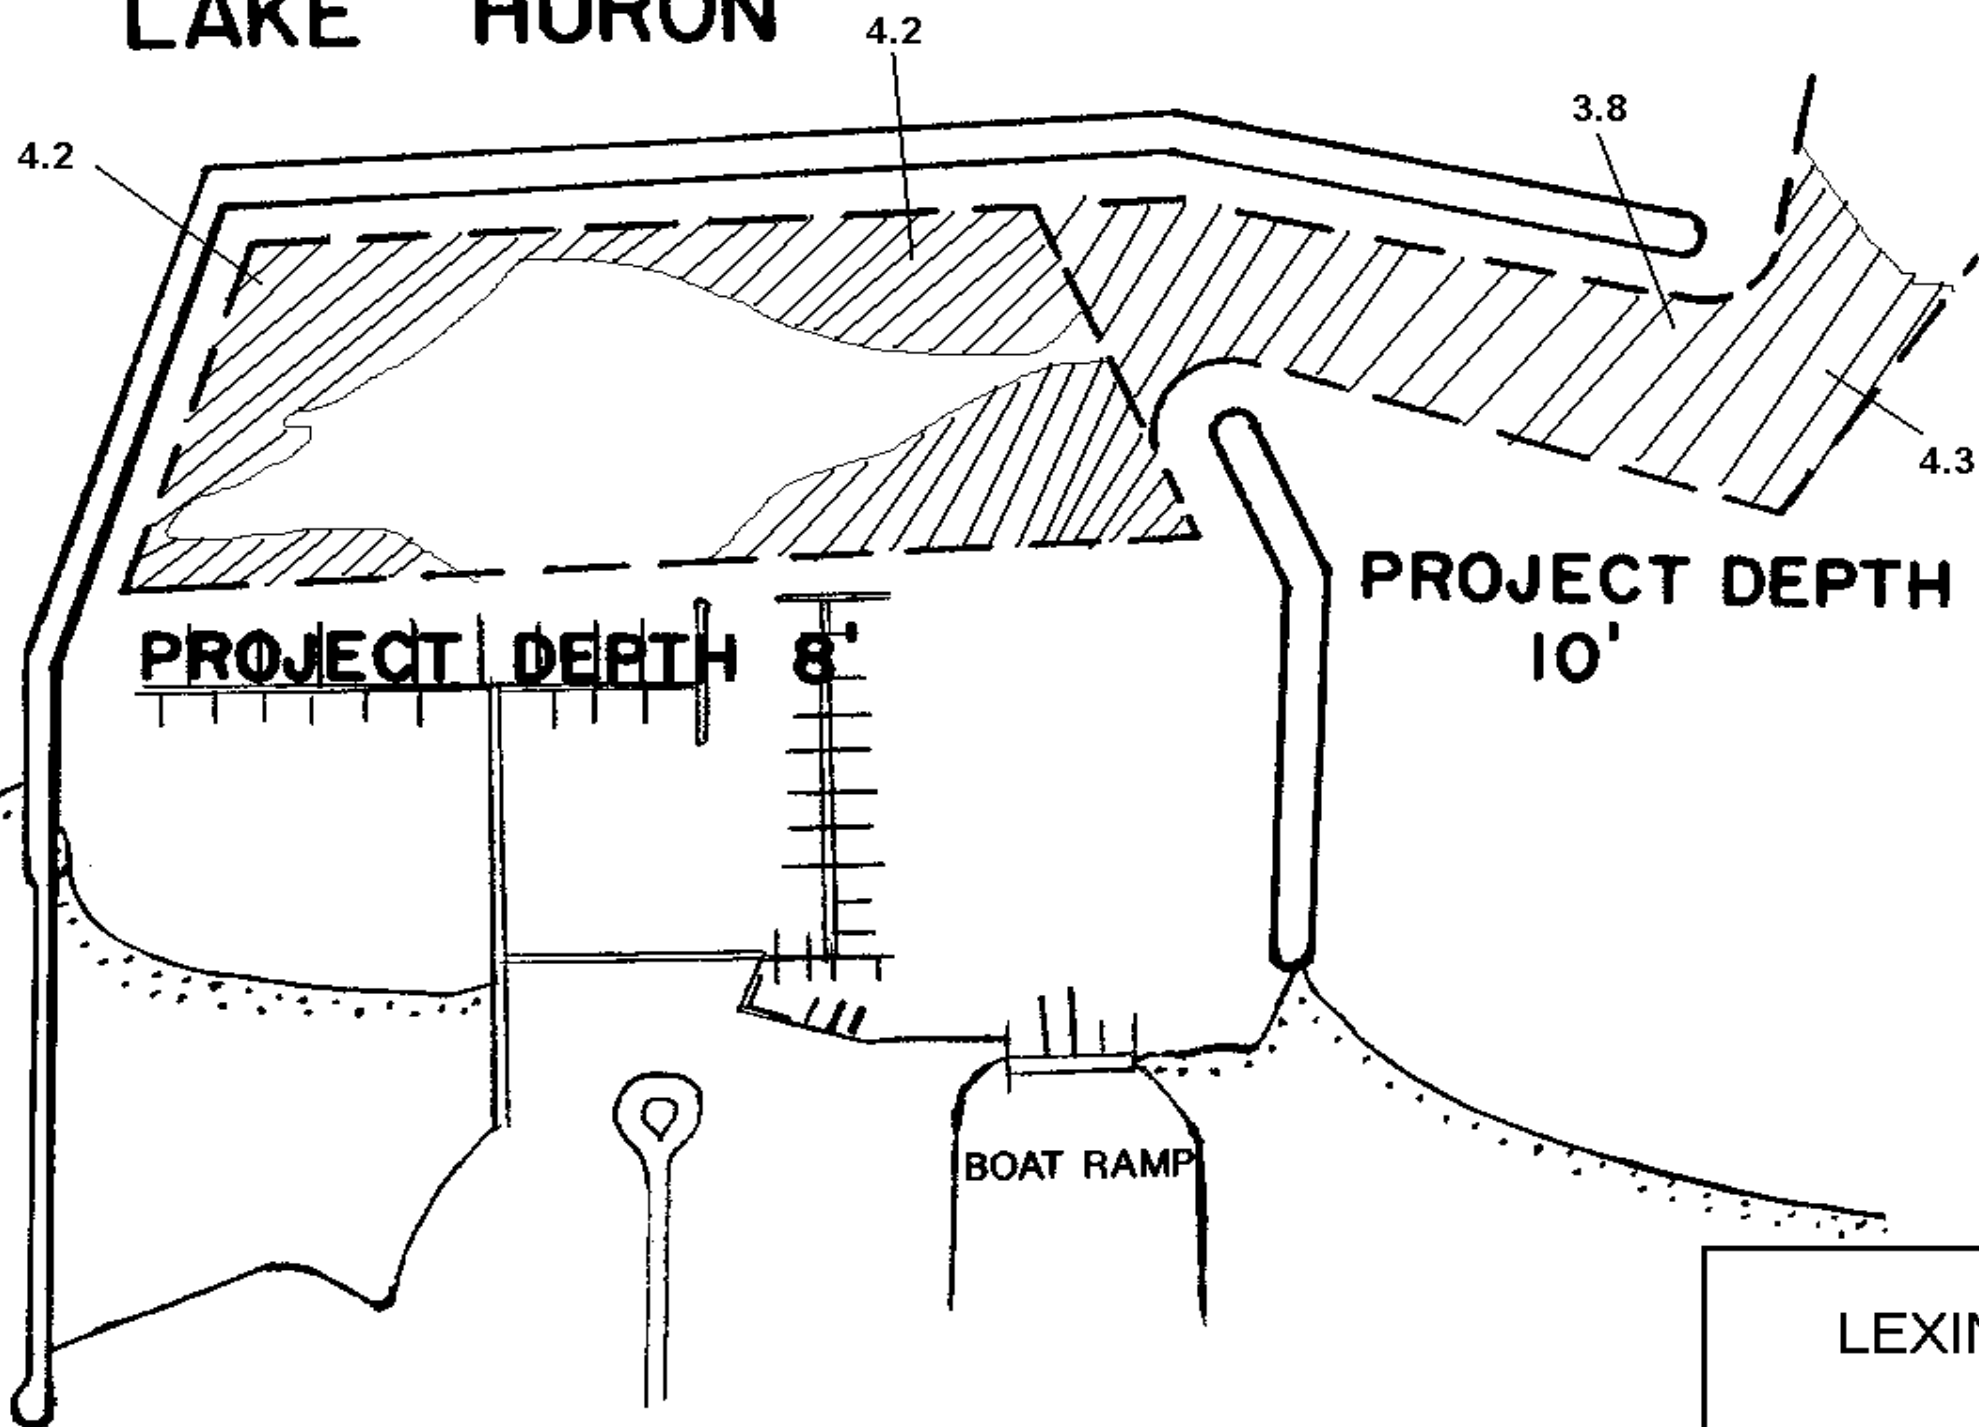 LAKE HURON
4.2
3.8
4.2
4.3
PROJECT DEPTH
10'
PROJECT DEPTH 8'
BOAT RAMP